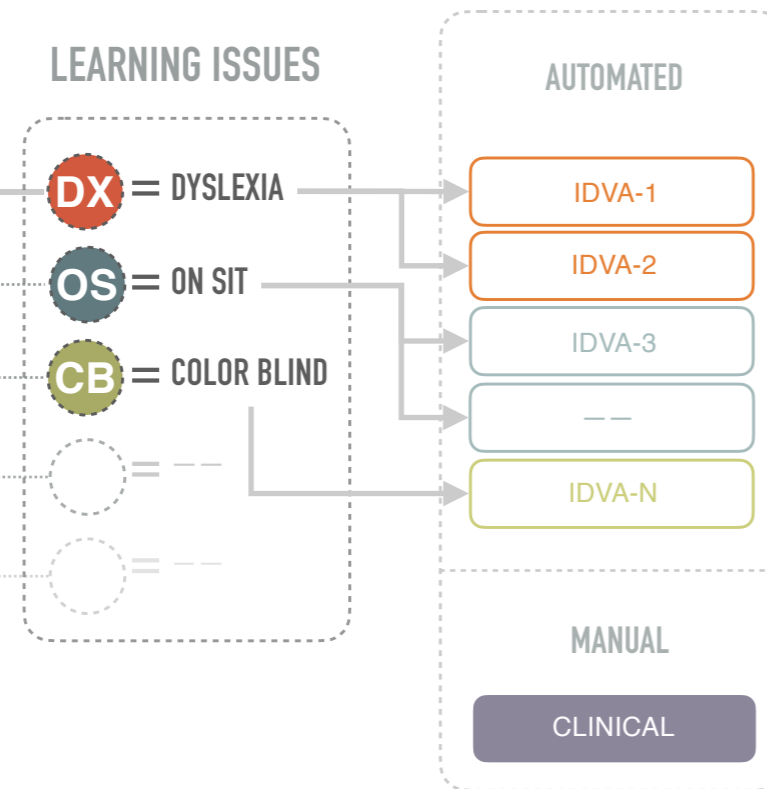 LEARNING ISSUES
DX = DYSLEXIA
OS = ON SIT
CB = COLOR BLIND
= — —
= — —
AUTOMATED
IDVA-1
IDVA-2
IDVA-3
— —
IDVA-N
MANUAL
CLINICAL